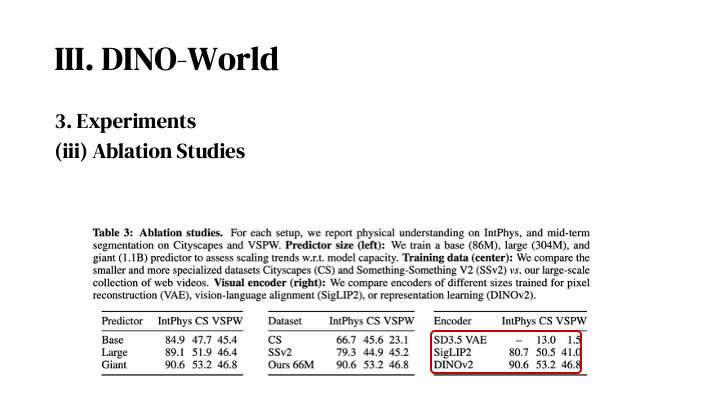 III. DINO-World
3. Experiments
(iii) Ablation Studies
Table 3: Ablation studies. For each setup, we report physical understanding on IntPhys, and mid-term
segmentation on Cityscapes and VSPW. Predictor size (left): We train a base (86M), large (304M), and
giant (1.1B) predictor to assess scaling trends w.r.t. model capacity. Training data (center): We compare the
smaller and more specialized datasets Cityscapes (CS) and Something-Something V2 (SSv2) vs. our large-scale
collection of web videos. Visual encoder (right): We compare encoders of different sizes trained for pixel
reconstruction (VAE), vision-language alignment (SigLIP2), or representation learning (DINOv2).
Predictor IntPhys CS VSPW
Base 84.9 47.7 45.4
Large 89.1 51.9 46.4
Giant 90.6 53.2 46.8
Dataset IntPhys CS VSPW
CS 66.7 45.6 23.1
SSv2 79.3 44.9 45.2
Ours 66M 90.6 53.2 46.8
Encoder IntPhys CS VSPW
SD3.5 VAE – 13.0 1.5
SigLIP2 80.7 50.5 41.0
DINOv2 90.6 53.2 46.8